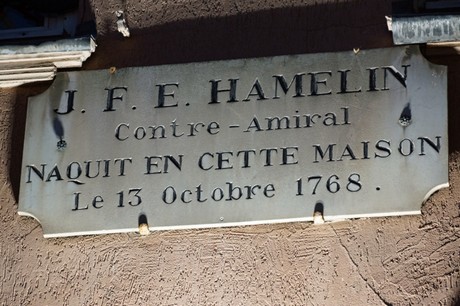 J. F. E. HAMELIN
Contre-Amiral
NAQUIT EN CETTE MAISON
Le 13 Octobre 1768.